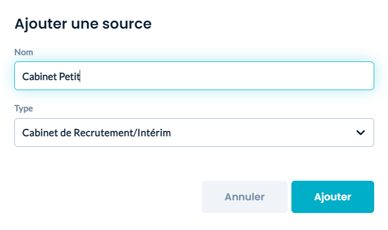 Ajouter une source
Nom
Cabinet Petit
Type
Cabinet de Recrutement/Intérim
Annuler
Ajouter